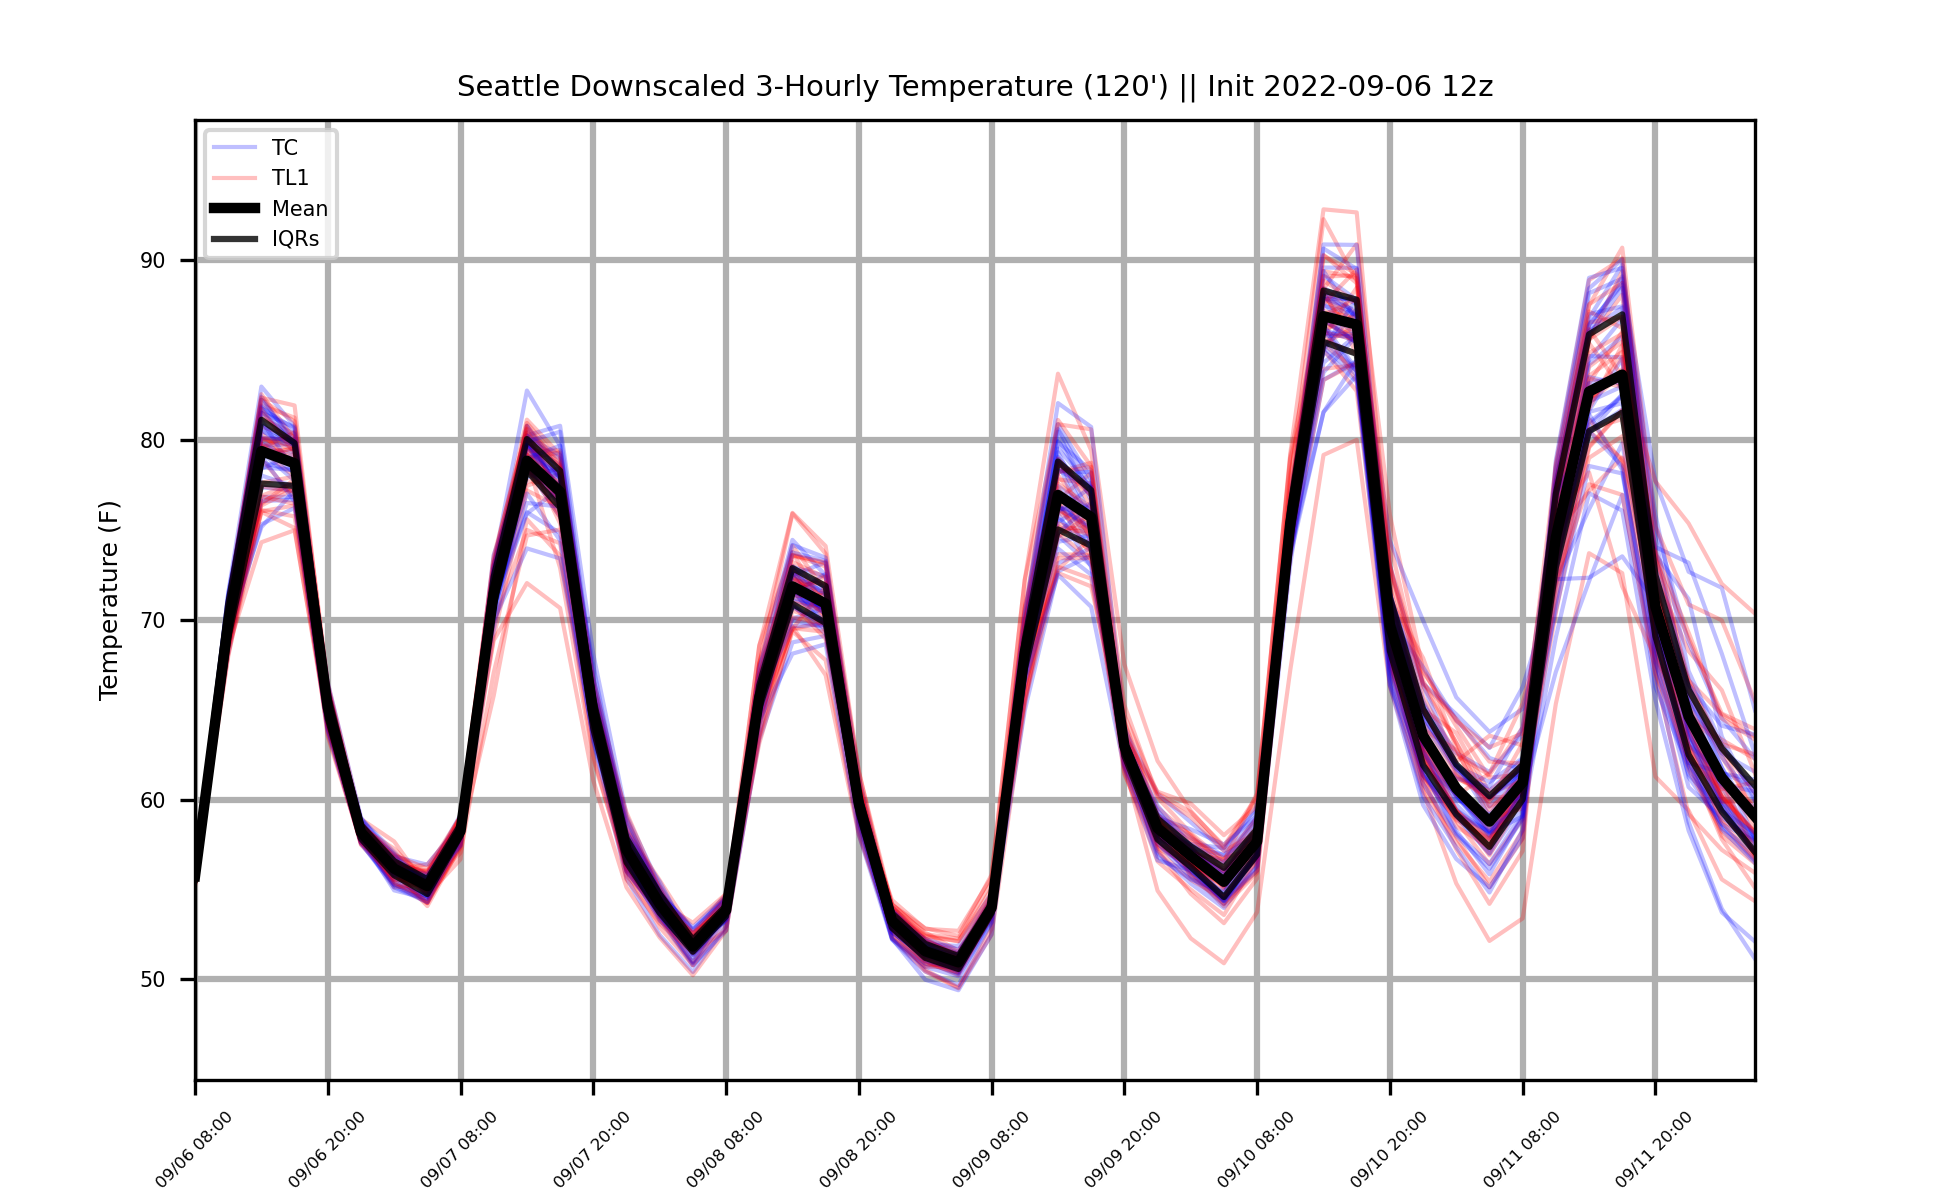 Seattle Downscaled 3-Hourly Temperature (120') || Init 2022-09-06 12z
TC
TL1
Mean
IQRs
Temperature (F)
90
80
70
60
50
09/06 08:00
09/06 20:00
09/07 08:00
09/07 20:00
09/08 08:00
09/08 20:00
09/09 08:00
09/09 20:00
09/10 08:00
09/10 20:00
09/11 08:00
09/11 20:00